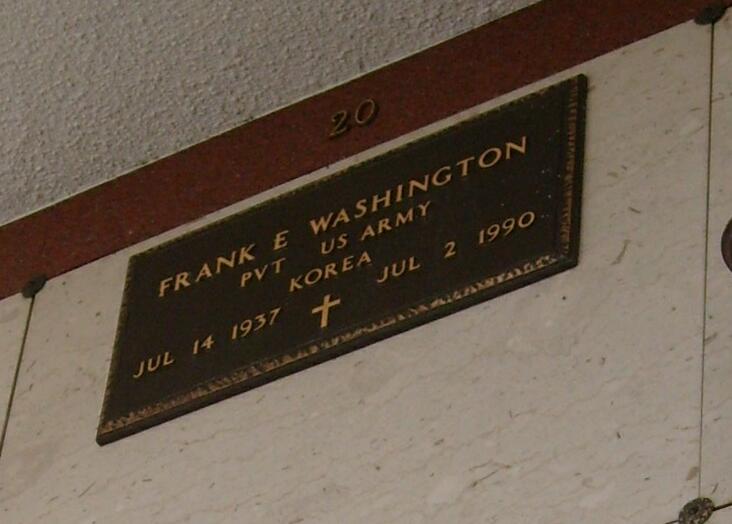 20
FRANK E WASHINGTON
PVT US ARMY
KOREA
JUL 14 1937 JUL 2 1990